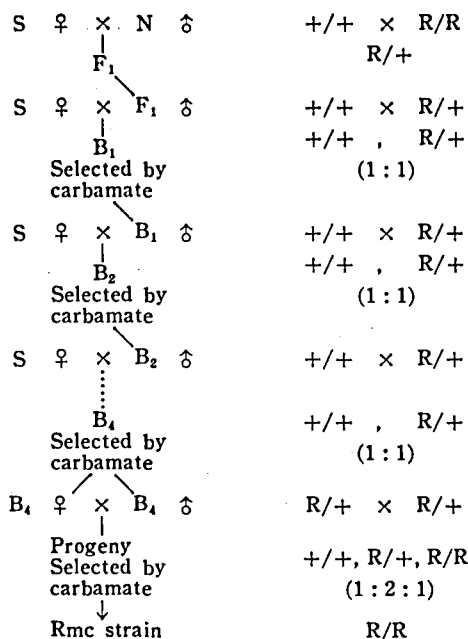 S ♀ × N ♂ +/+ × R/R
F₁ R/+
S ♀ × F₁ ♂ +/+ × R/+
B₁ +/+ , R/+
Selected by (1 : 1)
carbamate
S ♀ × B₁ ♂ +/+ × R/+
B₂ +/+ , R/+
Selected by (1 : 1)
carbamate
S ♀ × B₂ ♂ +/+ × R/+
B₄ +/+ , R/+
Selected by (1 : 1)
carbamate
B₄ ♀ × B₄ ♂ R/+ × R/+
Progeny +/+, R/+, R/R
Selected by
carbamate (1 : 2 : 1)
Rmc strain R/R